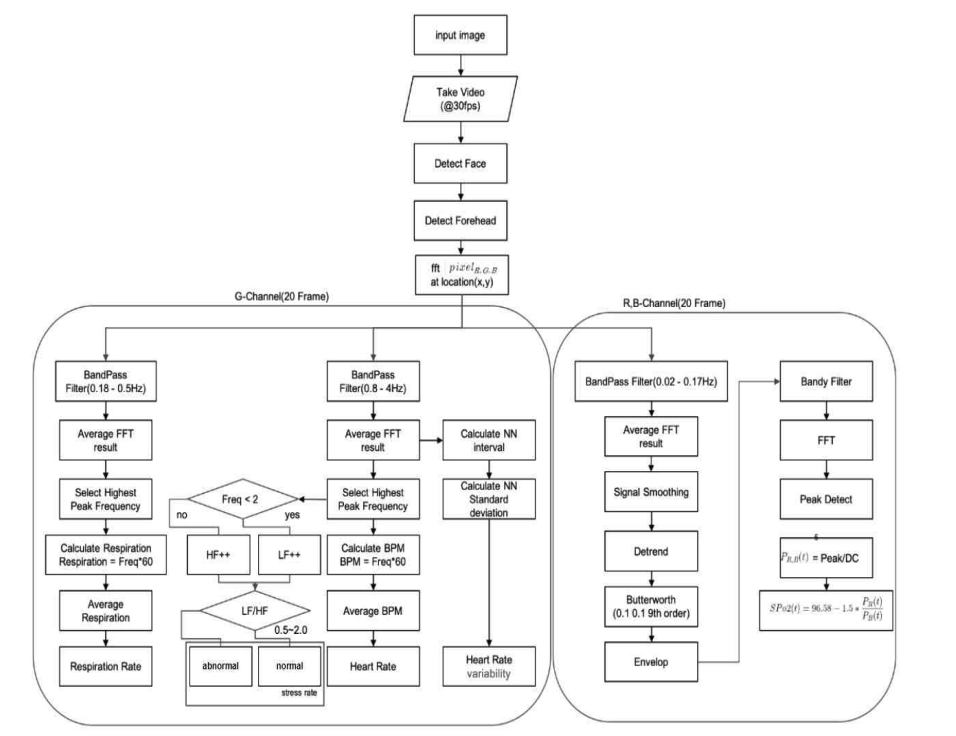 input image
Take Video
(@30fps)
Detect Face
Detect Forehead
fft pixel_{R.G.B}
at location(x,y)
G-Channel(20 Frame)
BandPass
Filter(0.18 - 0.5Hz)
Average FFT
result
Select Highest
Peak Frequency
Calculate Respiration
Respiration = Freq*60
Average
Respiration
Respiration Rate
BandPass
Filter(0.8 - 4Hz)
Average FFT
result
Select Highest
Peak Frequency
Calculate BPM
BPM = Freq*60
Average BPM
Heart Rate
Freq < 2
no
yes
HF++
LF++
LF/HF
0.5~2.0
abnormal
normal
stress rate
Calculate NN
interval
Calculate NN
Standard
deviation
Heart Rate
variability
R,B-Channel(20 Frame)
BandPass Filter(0.02 - 0.17Hz)
Average FFT
result
Signal Smoothing
Detrend
Butterworth
(0.1 0.1 9th order)
Envelop
Bandy Filter
FFT
Peak Detect
P_{R,B}(t) = Peak/DC
SPo2(t) = 96.58 − 1.5 * P_R(t)/P_B(t)